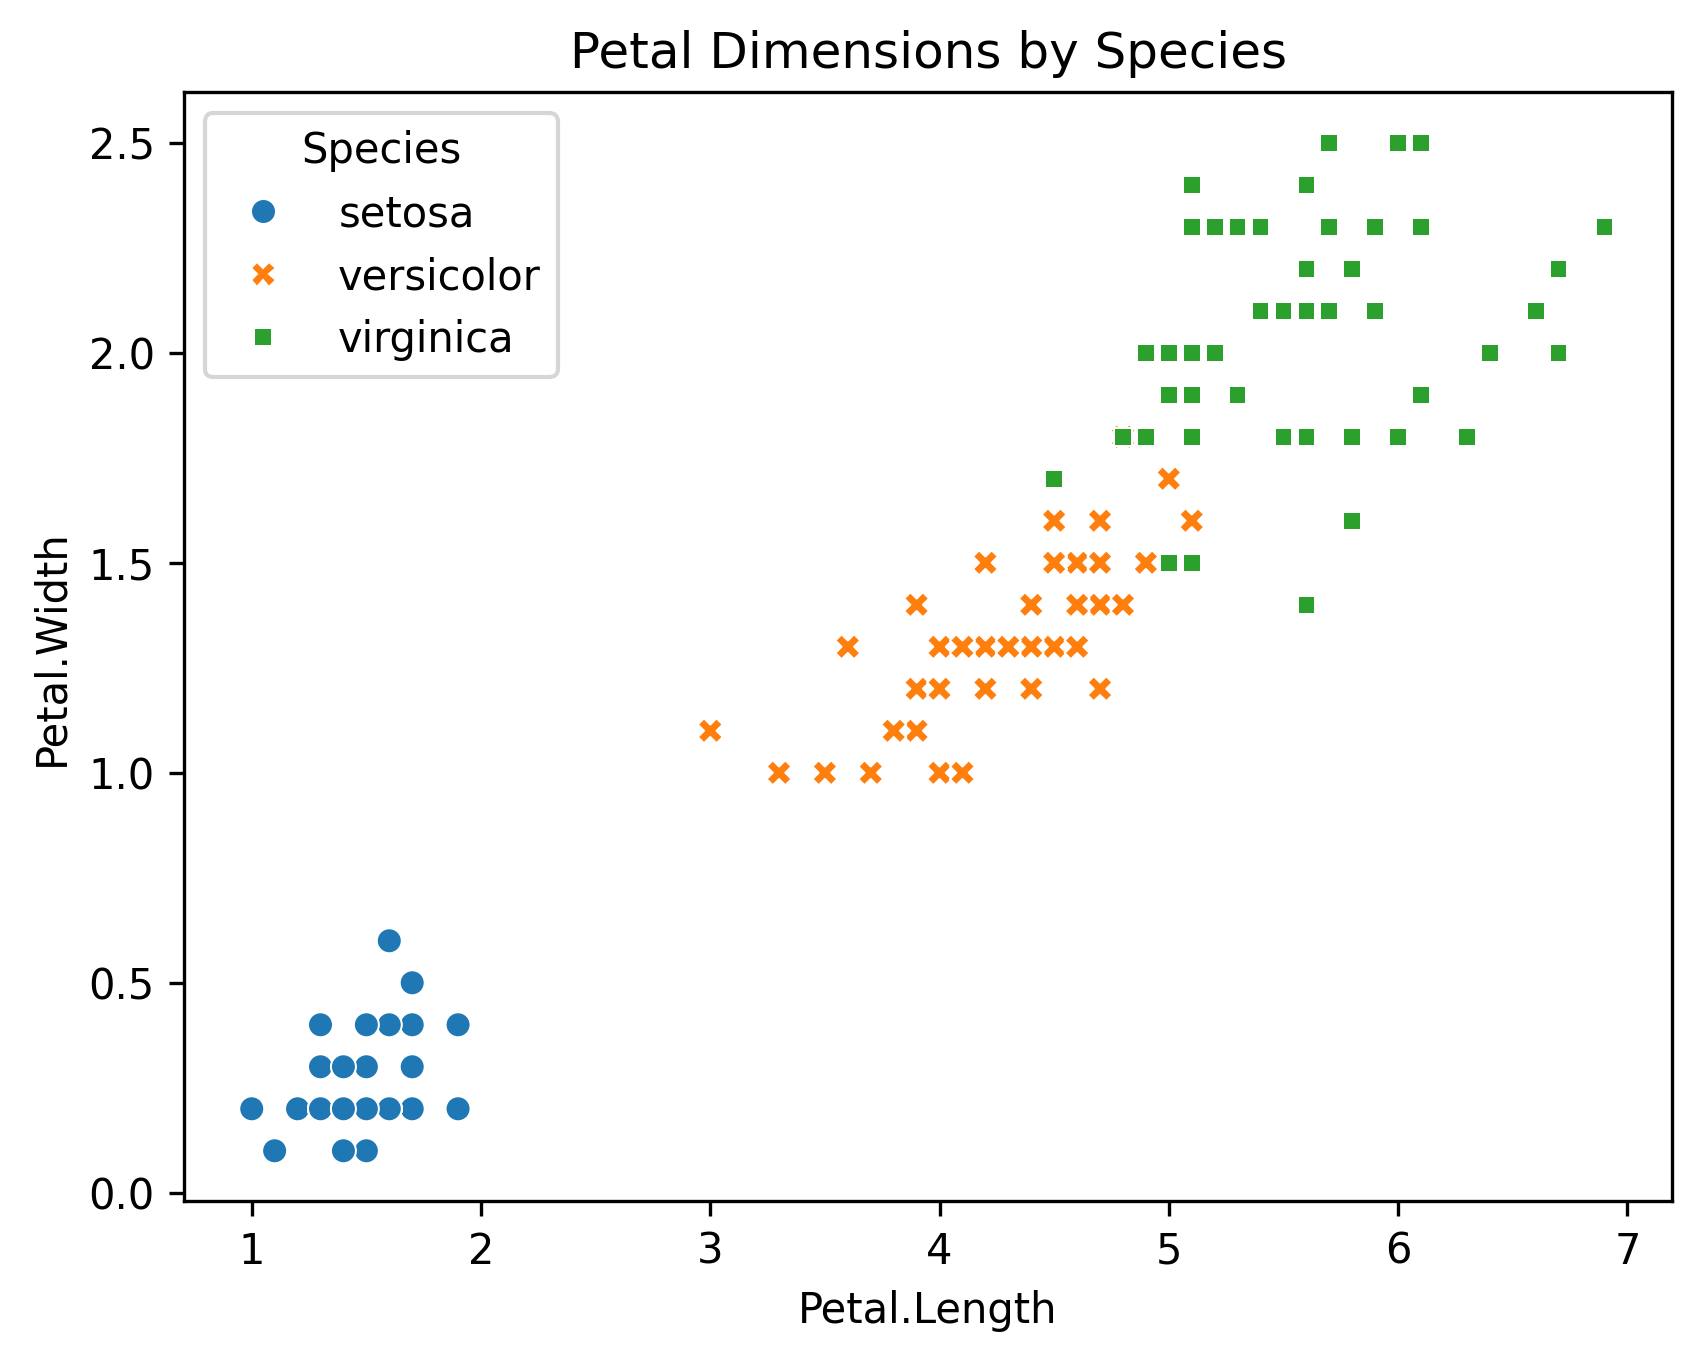 Petal Dimensions by Species
Species
setosa
versicolor
virginica
2.5
2.0
1.5
1.0
0.5
0.0
Petal.Width
1 2 3 4 5 6 7
Petal.Length